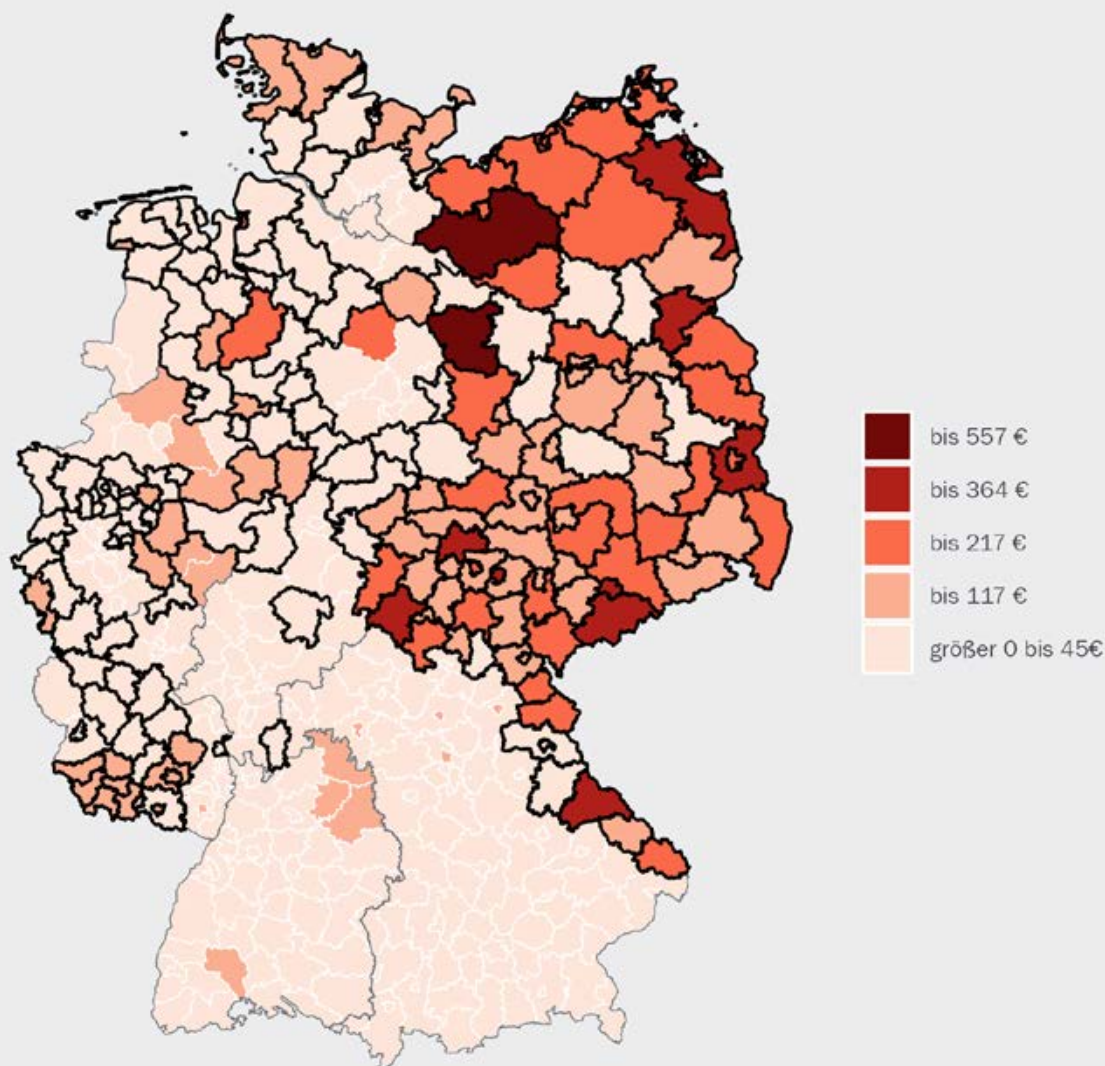 bis 557 €
bis 364 €
bis 217 €
bis 117 €
größer 0 bis 45€